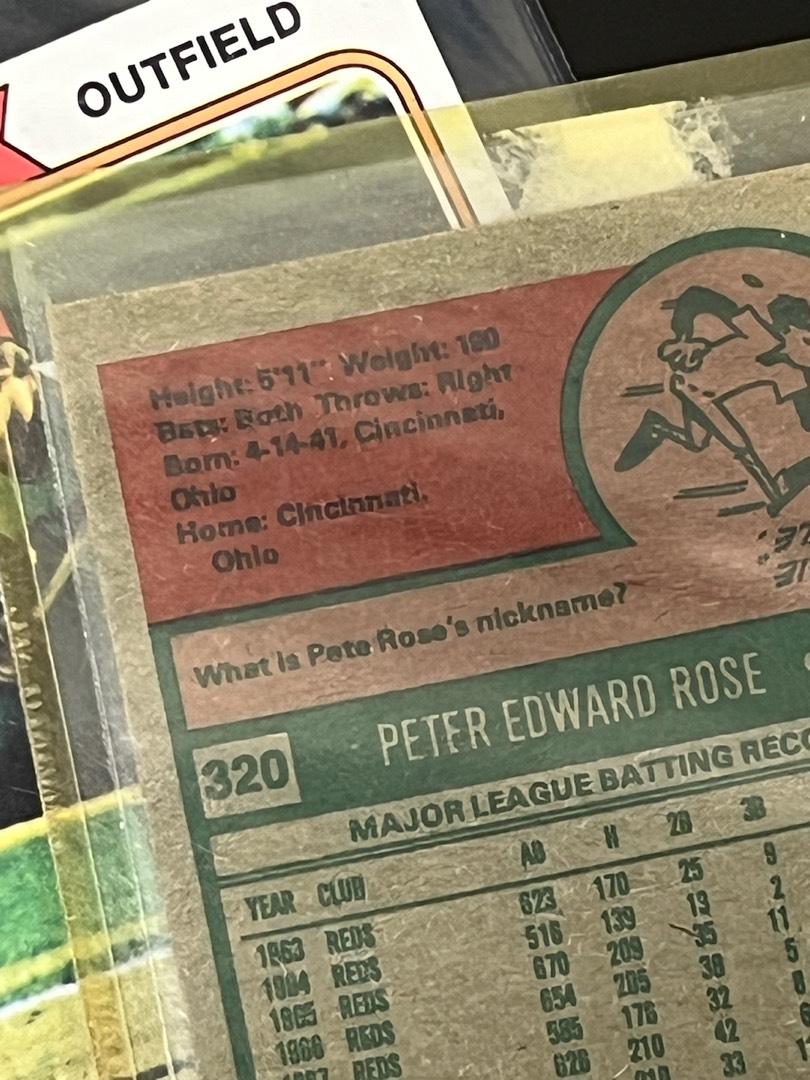 OUTFIELD
Height: 5'11" Weight: 190
Bats: Both Throws: Right
Born: 4-14-41, Cincinnati,
Ohio
Home: Cincinnati,
Ohio
What is Pete Rose's nickname?
PETER EDWARD ROSE
320
MAJOR LEAGUE BATTING
YEAR CLUB AB H 2B 3B
1963 REDS 623 170 25 9
1964 REDS 516 139 13 2
1965 REDS 670 209 35 11
1966 REDS 654 205 38 5
REDS 585 176 32 8
626 210 42 6
33